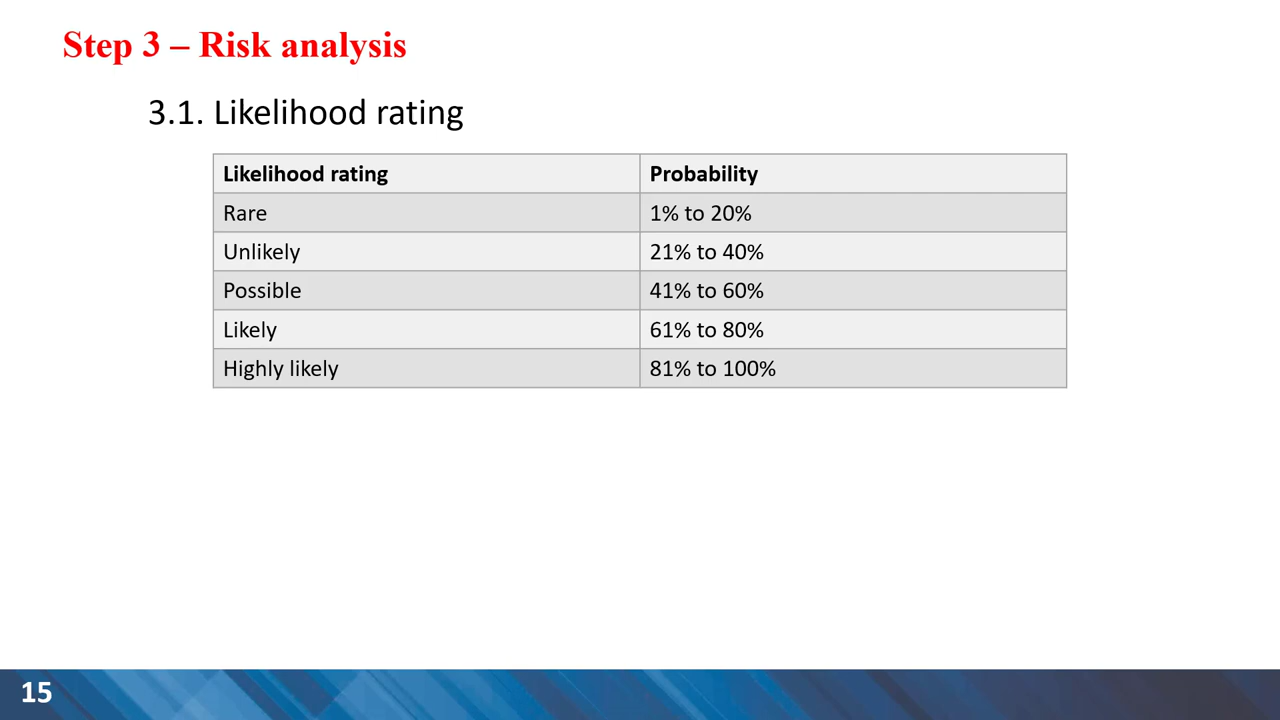 Step 3 – Risk analysis
3.1. Likelihood rating
Likelihood rating Probability
Rare 1% to 20%
Unlikely 21% to 40%
Possible 41% to 60%
Likely 61% to 80%
Highly likely 81% to 100%
15